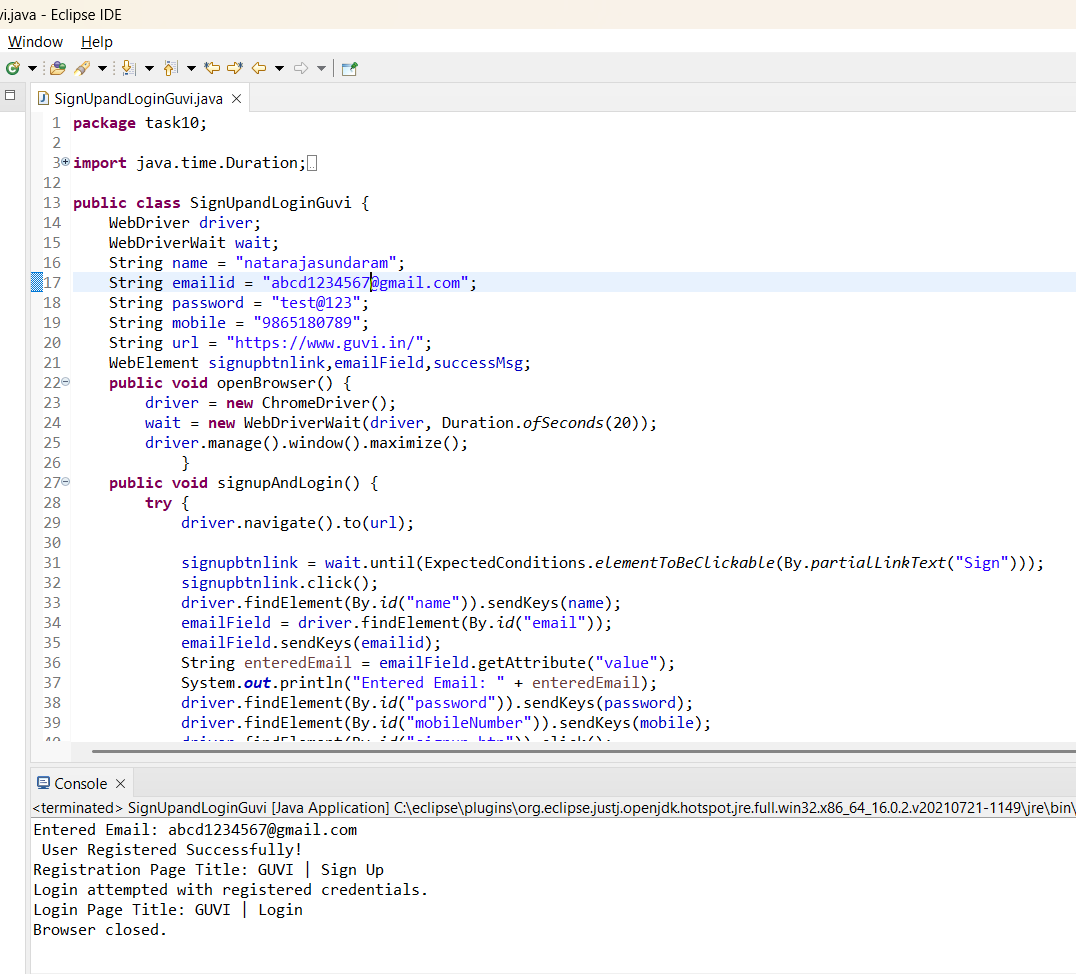 vi.java - Eclipse IDE
Window Help
SignUpandLoginGuvi.java
1 package task10;
2
3 import java.time.Duration;
12
13 public class SignUpandLoginGuvi {
14 WebDriver driver;
15 WebDriverWait wait;
16 String name = "natarajasundaram";
17 String emailid = "abcd1234567@gmail.com";
18 String password = "test@123";
19 String mobile = "9865180789";
20 String url = "https://www.guvi.in/";
21 WebElement signupbtnlink,emailField,successMsg;
22 public void openBrowser() {
23 driver = new ChromeDriver();
24 wait = new WebDriverWait(driver, Duration.ofSeconds(20));
25 driver.manage().window().maximize();
26 }
27 public void signupAndLogin() {
28 try {
29 driver.navigate().to(url);
30
31 signupbtnlink = wait.until(ExpectedConditions.elementToBeClickable(By.partialLinkText("Sign")));
32 signupbtnlink.click();
33 driver.findElement(By.id("name")).sendKeys(name);
34 emailField = driver.findElement(By.id("email"));
35 emailField.sendKeys(emailid);
36 String enteredEmail = emailField.getAttribute("value");
37 System.out.println("Entered Email: " + enteredEmail);
38 driver.findElement(By.id("password")).sendKeys(password);
39 driver.findElement(By.id("mobileNumber")).sendKeys(mobile);
40 driver.findElement(By.id("signup-btn")).click();
Console
<terminated> SignUpandLoginGuvi [Java Application] C:\eclipse\plugins\org.eclipse.justj.openjdk.hotspot.jre.full.win32.x86_64_16.0.2.v20210721-1149\jre\bin\
Entered Email: abcd1234567@gmail.com
User Registered Successfully!
Registration Page Title: GUVI | Sign Up
Login attempted with registered credentials.
Login Page Title: GUVI | Login
Browser closed.